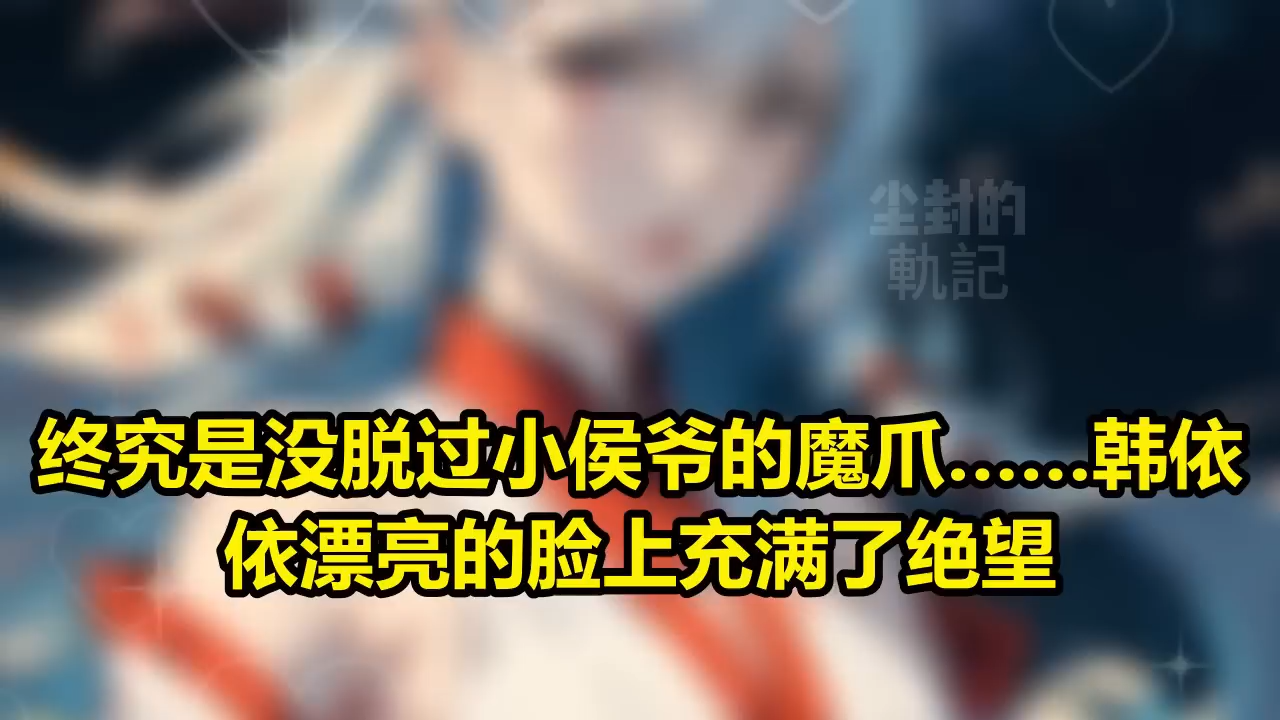 尘封的
軌記
终究是没脱过小侯爷的魔爪……韩依
依漂亮的脸上充满了绝望